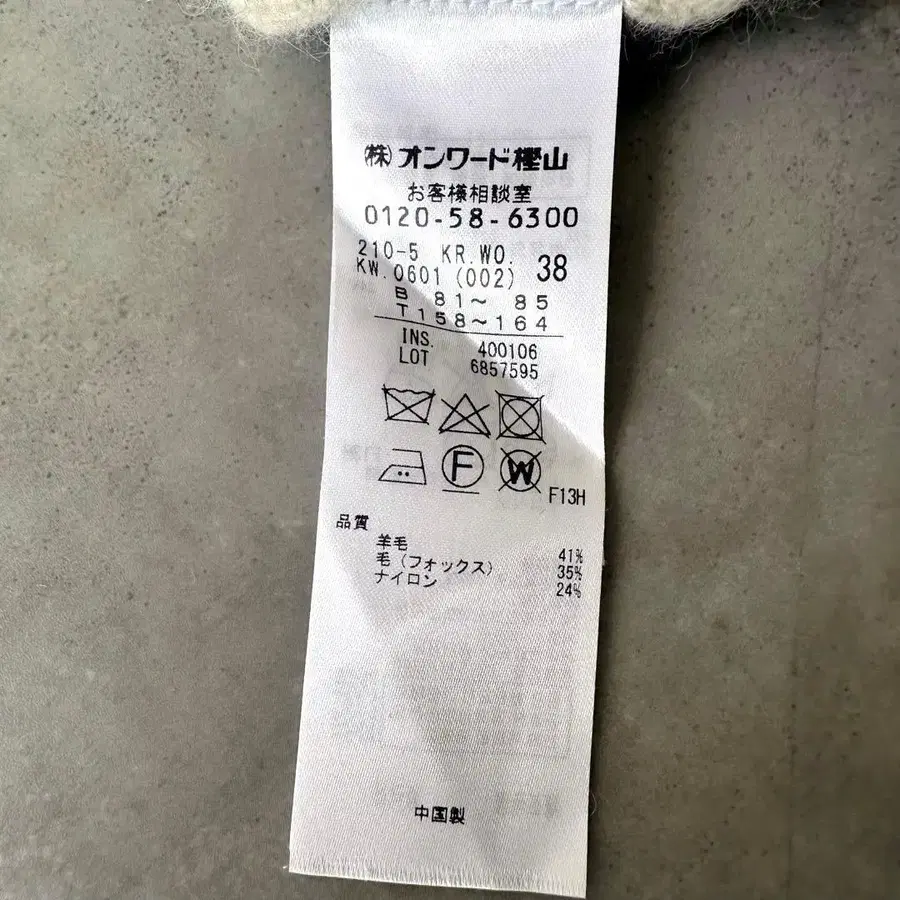 (株)オンワード樫山
お客様相談室
0120-58-6300
210-5 KR.WO. 38
KW.0601(002)
B 81～ 85
T158～164
INS. 400106
LOT 6857595
F
W
F13H
品質
羊毛 41%
毛(フォックス) 35%
ナイロン 24%
中国製